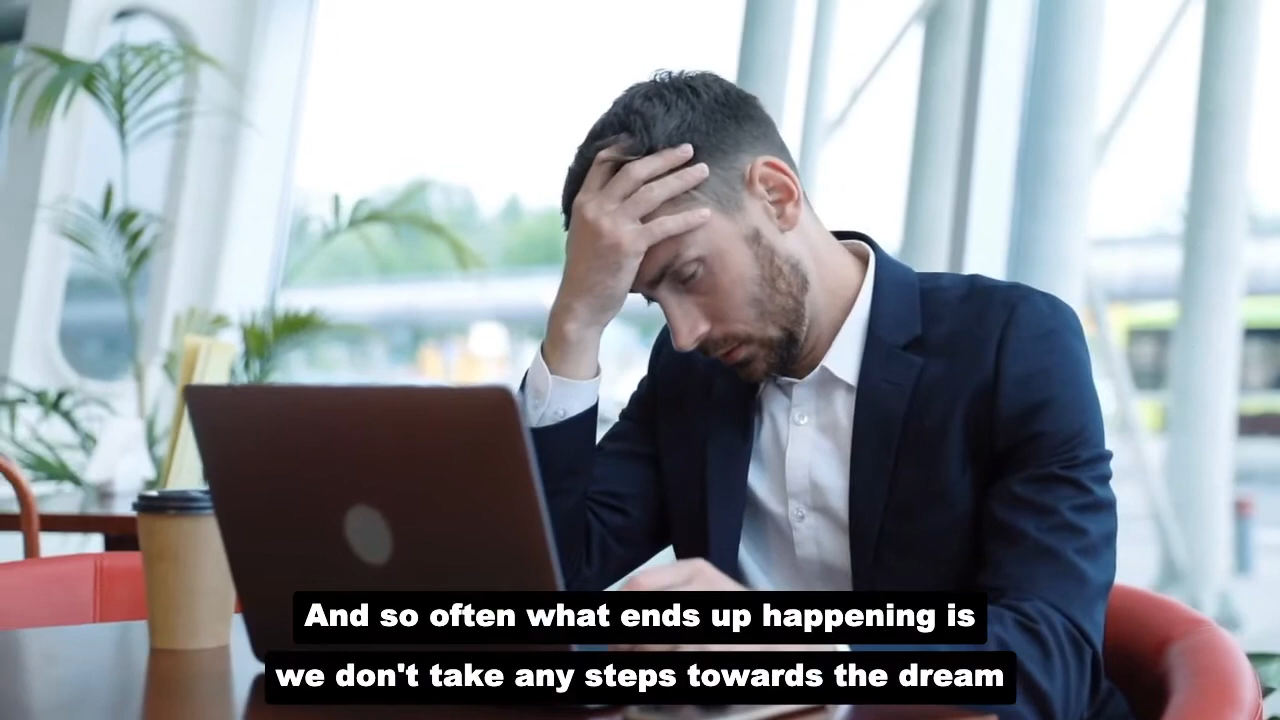 And so often what ends up happening is
we don't take any steps towards the dream